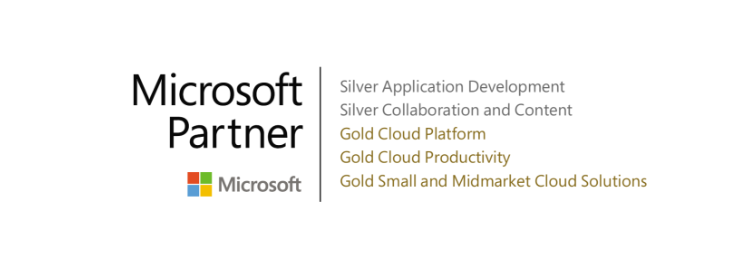 Microsoft
Partner
Microsoft
Silver Application Development
Silver Collaboration and Content
Gold Cloud Platform
Gold Cloud Productivity
Gold Small and Midmarket Cloud Solutions